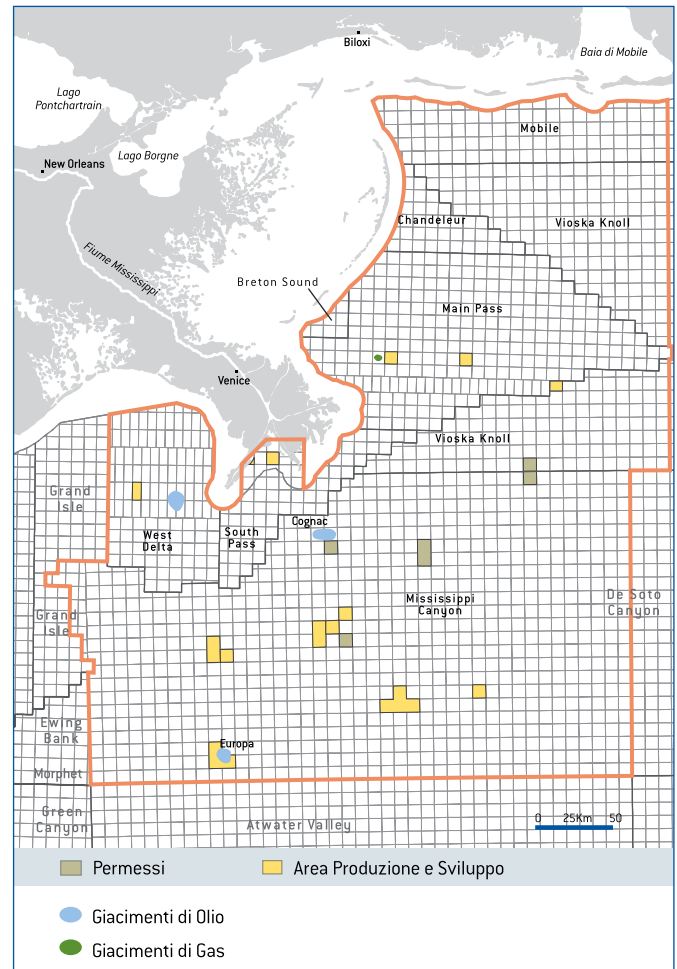 Biloxi
Baia di Mobile
Lago
Pontchartrain
Mobile
Lago Borgne
New Orleans
Chandeleur
Vioska Knoll
Fiume Mississippi
Breton Sound
Main Pass
Venice
Vioska Knoll
Grand
Isle
Cognac
West
Delta
South
Pass
Mississippi
Canyon
De Soto
Canyon
Grand
Isle
Ewing
Bank
Europa
Morphet
Green
Canyon
Atwater Valley
0 25Km 50
Permessi
Area Produzione e Sviluppo
Giacimenti di Olio
Giacimenti di Gas